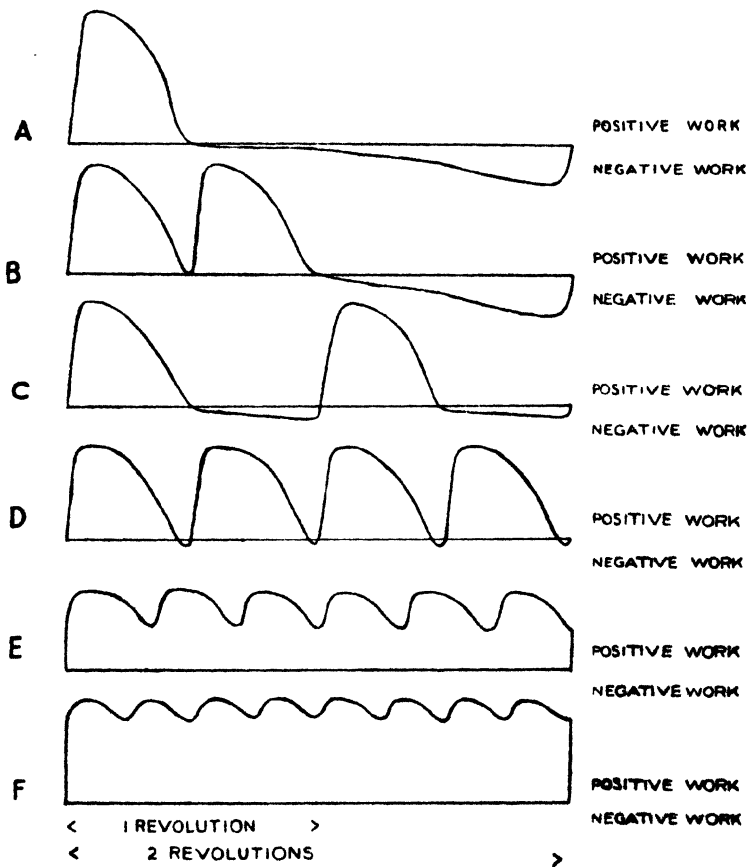 A
POSITIVE WORK
NEGATIVE WORK
B
POSITIVE WORK
NEGATIVE WORK
C
POSITIVE WORK
NEGATIVE WORK
D
POSITIVE WORK
NEGATIVE WORK
E
POSITIVE WORK
NEGATIVE WORK
F
POSITIVE WORK
NEGATIVE WORK
< 1 REVOLUTION >
< 2 REVOLUTIONS >